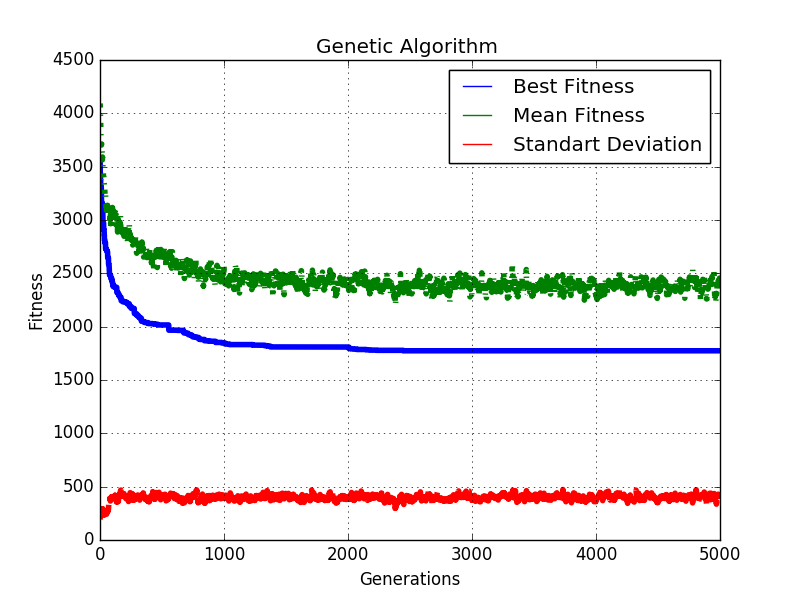 Genetic Algorithm
Best Fitness
Mean Fitness
Standart Deviation
4500
4000
3500
3000
2500
2000
1500
1000
500
0
Fitness
0 1000 2000 3000 4000 5000
Generations